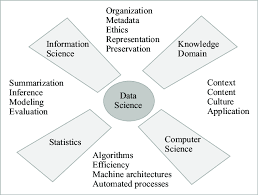 Organization
Metadata
Ethics
Representation
Preservation
Information
Science
Knowledge
Domain
Summarization
Inference
Modeling
Evaluation
Data
Science
Context
Content
Culture
Application
Statistics
Computer
Science
Algorithms
Efficiency
Machine architectures
Automated processes